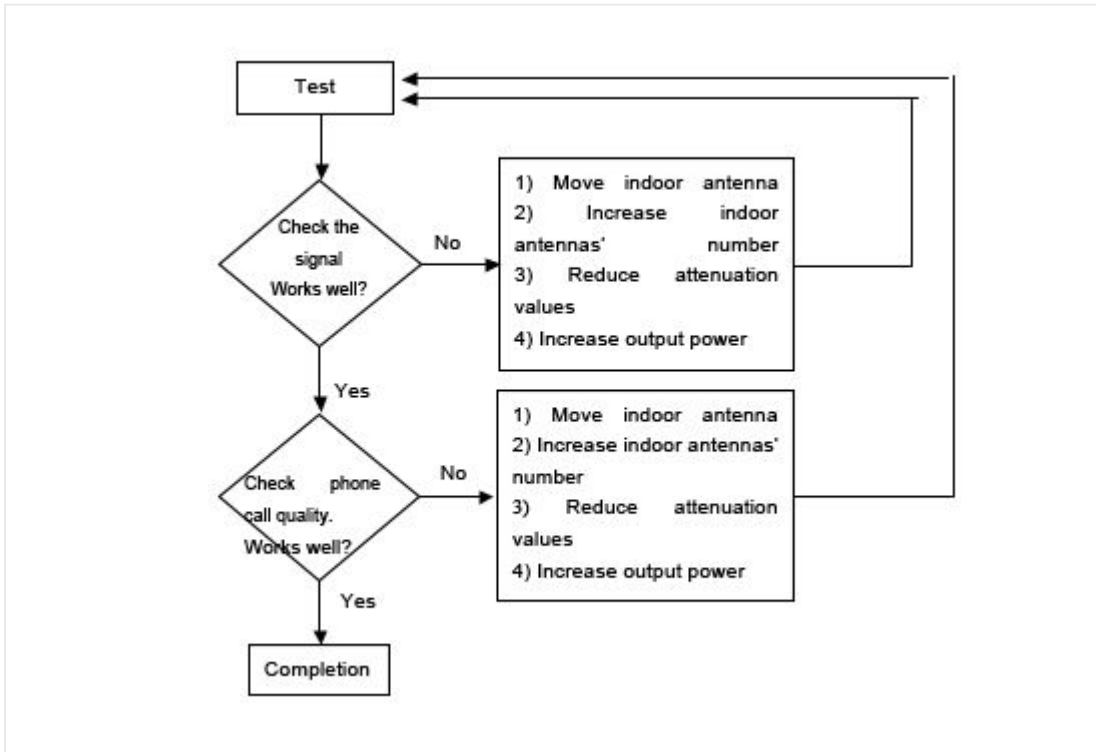 Test
Check the
signal
Works well?
No
1) Move indoor antenna
2) Increase indoor
antennas' number
3) Reduce attenuation
values
4) Increase output power
Yes
Check phone
call quality.
Works well?
No
1) Move indoor antenna
2) Increase indoor antennas'
number
3) Reduce attenuation
values
4) Increase output power
Yes
Completion